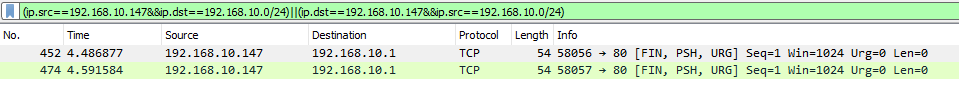 (ip.src==192.168.10.147&&ip.dst==192.168.10.0/24)||(ip.dst==192.168.10.147&&ip.src==192.168.10.0/24)
No. Time Source Destination Protocol Length Info
452 4.486877 192.168.10.147 192.168.10.1 TCP 54 58056 → 80 [FIN, PSH, URG] Seq=1 Win=1024 Urg=0 Len=0
474 4.591584 192.168.10.147 192.168.10.1 TCP 54 58057 → 80 [FIN, PSH, URG] Seq=1 Win=1024 Urg=0 Len=0